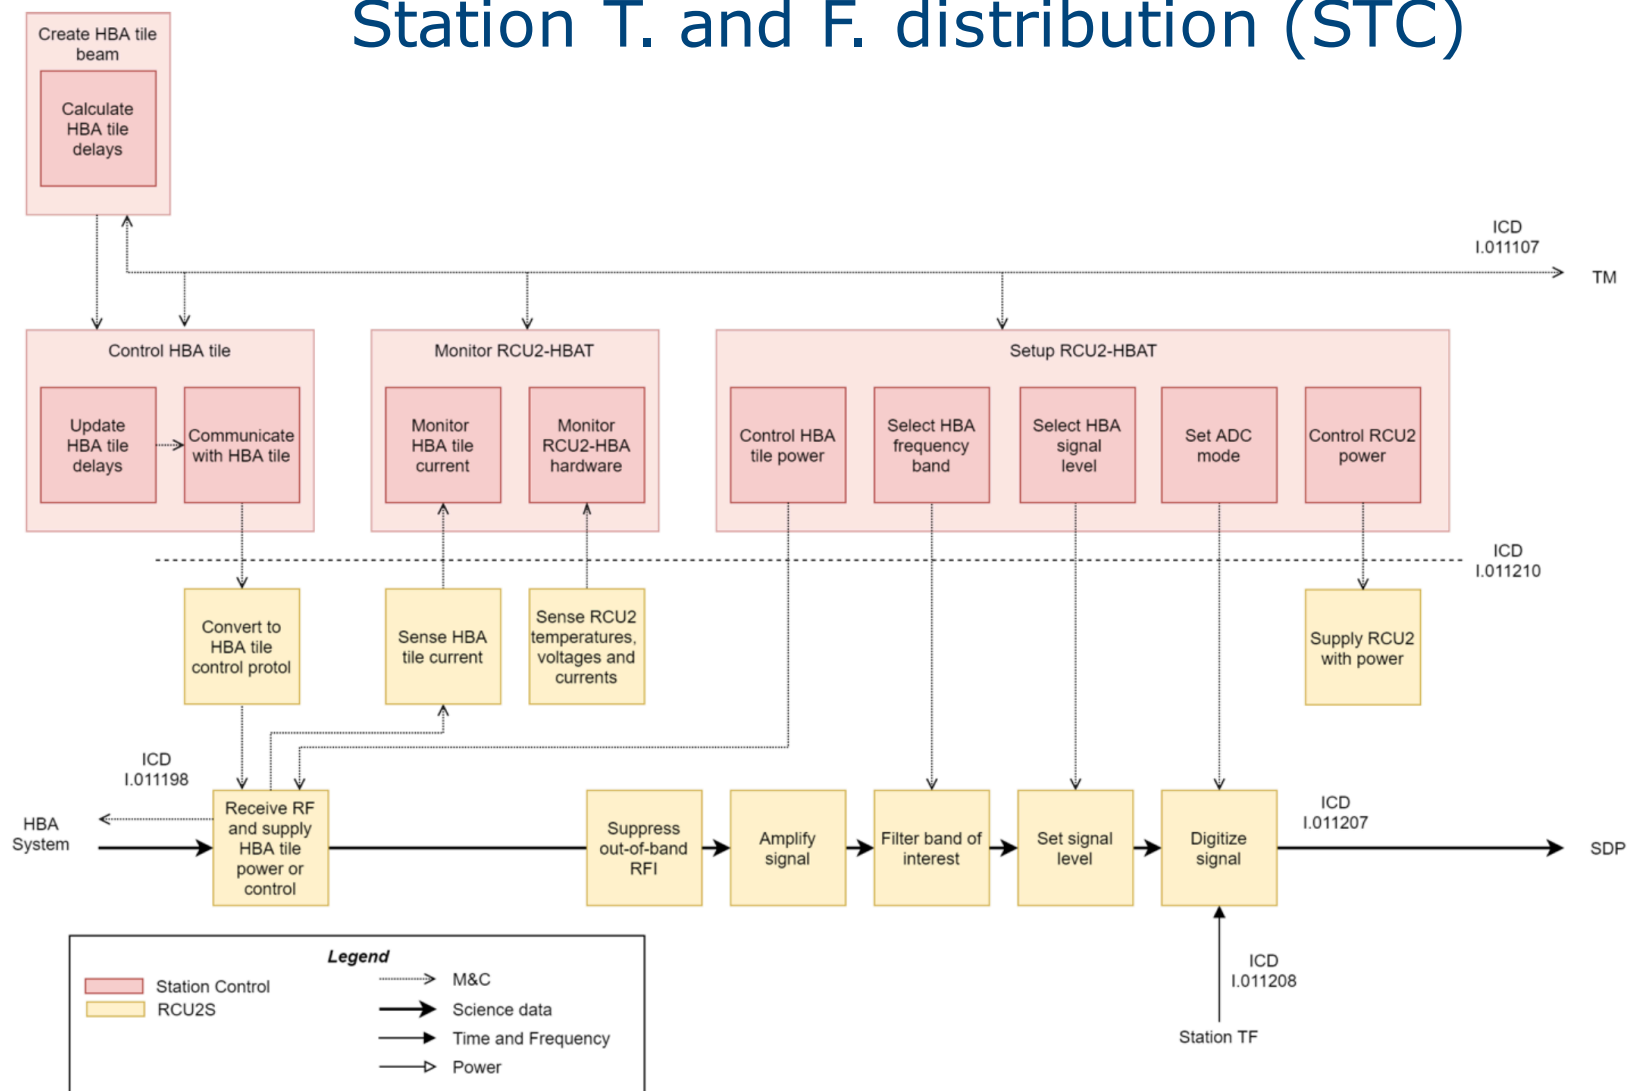 Station T. and F. distribution (STC)
Create HBA tile
beam
Calculate
HBA tile
delays
ICD
I.011107
TM
Control HBA tile
Update
HBA tile
delays
Communicate
with HBA tile
Monitor RCU2-HBAT
Monitor
HBA tile
current
Monitor
RCU2-HBA
hardware
Setup RCU2-HBAT
Control HBA
tile power
Select HBA
frequency
band
Select HBA
signal
level
Set ADC
mode
Control RCU2
power
ICD
I.011210
Convert to
HBA tile
control protol
Sense HBA
tile current
Sense RCU2
temperatures,
voltages and
currents
Supply RCU2
with power
ICD
I.011198
HBA
System
Receive RF
and supply
HBA tile
power or
control
Suppress
out-of-band
RFI
Amplify
signal
Filter band of
interest
Set signal
level
Digitize
signal
ICD
I.011207
SDP
ICD
I.011208
Station TF
Legend
Station Control
RCU2S
M&C
Science data
Time and Frequency
Power